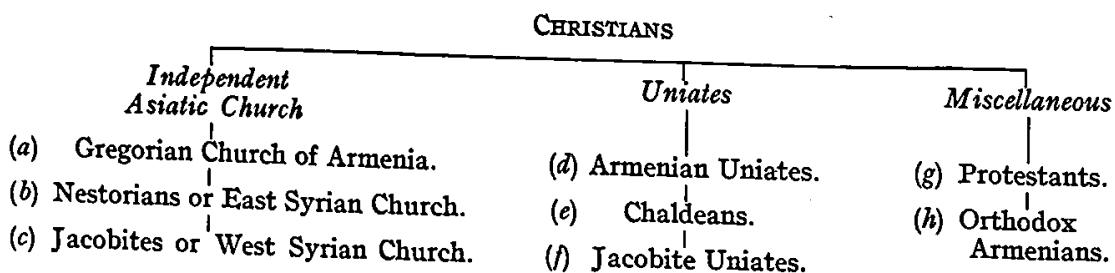 CHRISTIANS
Independent
Asiatic Church
(a) Gregorian Church of Armenia.
(b) Nestorians or East Syrian Church.
(c) Jacobites or West Syrian Church.
Uniates
(d) Armenian Uniates.
(e) Chaldeans.
(f) Jacobite Uniates.
Miscellaneous
(g) Protestants.
(h) Orthodox
Armenians.